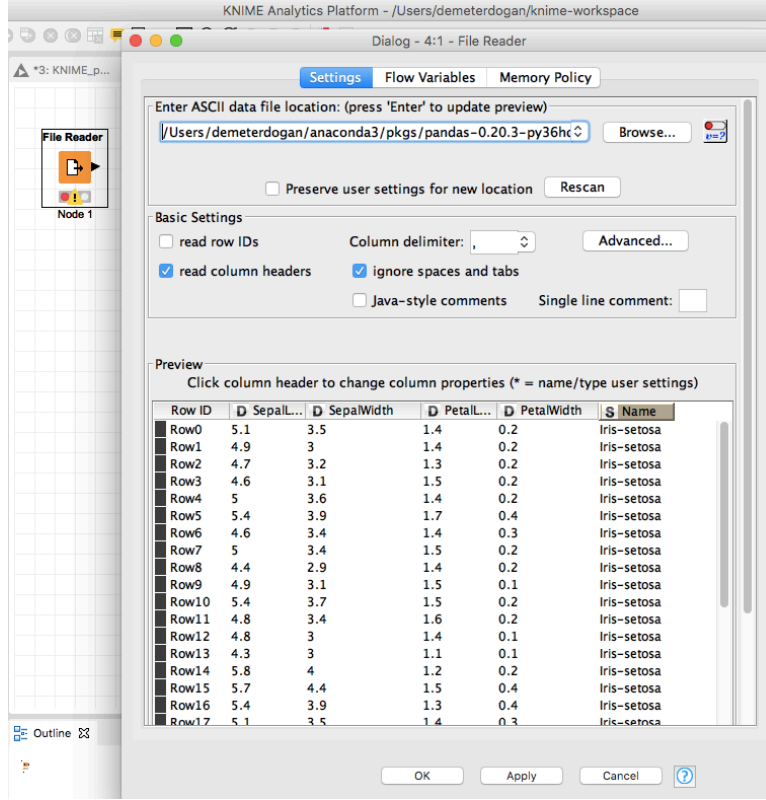 KNIME Analytics Platform - /Users/demeterdogan/knime-workspace
*3: KNIME_p...
Dialog - 4:1 - File Reader
File Reader
Node 1
Settings Flow Variables Memory Policy
Enter ASCII data file location: (press 'Enter' to update preview)
/Users/demeterdogan/anaconda3/pkgs/pandas-0.20.3-py36h Browse... v=?
Preserve user settings for new location Rescan
Basic Settings
read row IDs Column delimiter: , Advanced...
read column headers ignore spaces and tabs
Java-style comments Single line comment:
Preview
Click column header to change column properties (* = name/type user settings)
Row ID D SepalL... D SepalWidth D PetalL... D PetalWidth S Name
Row0 5.1 3.5 1.4 0.2 Iris-setosa
Row1 4.9 3 1.4 0.2 Iris-setosa
Row2 4.7 3.2 1.3 0.2 Iris-setosa
Row3 4.6 3.1 1.5 0.2 Iris-setosa
Row4 5 3.6 1.4 0.2 Iris-setosa
Row5 5.4 3.9 1.7 0.4 Iris-setosa
Row6 4.6 3.4 1.4 0.3 Iris-setosa
Row7 5 3.4 1.5 0.2 Iris-setosa
Row8 4.4 2.9 1.4 0.2 Iris-setosa
Row9 4.9 3.1 1.5 0.1 Iris-setosa
Row10 5.4 3.7 1.5 0.2 Iris-setosa
Row11 4.8 3.4 1.6 0.2 Iris-setosa
Row12 4.8 3 1.4 0.1 Iris-setosa
Row13 4.3 3 1.1 0.1 Iris-setosa
Row14 5.8 4 1.2 0.2 Iris-setosa
Row15 5.7 4.4 1.5 0.4 Iris-setosa
Row16 5.4 3.9 1.3 0.4 Iris-setosa
Row17 5.1 3.5 1.4 0.3 Iris-setosa
Outline
OK Apply Cancel ?